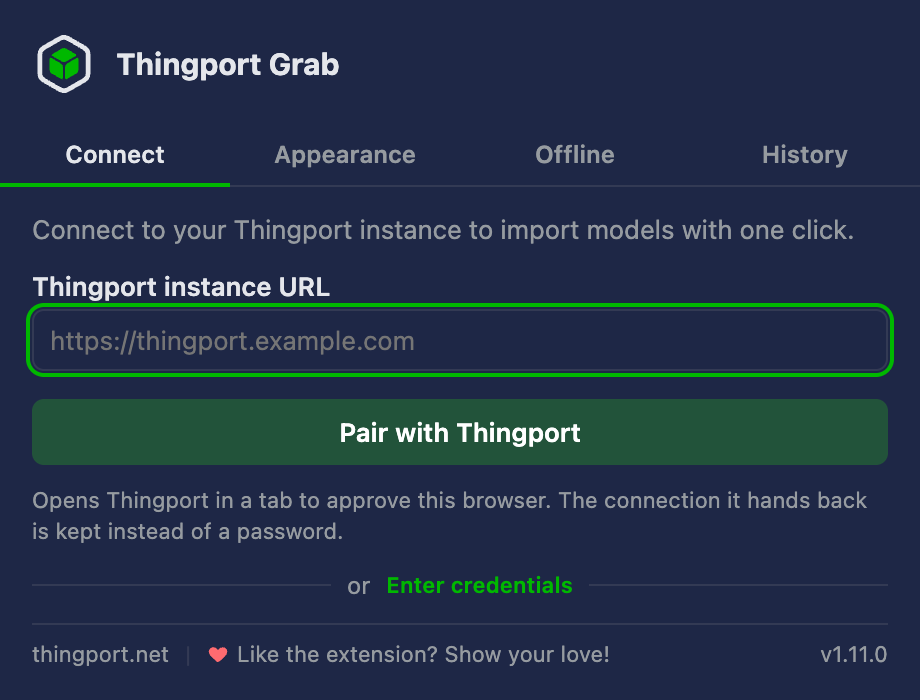 Thingport Grab
Connect
Appearance
Offline
History
Connect to your Thingport instance to import models with one click.
Thingport instance URL
https://thingport.example.com
Pair with Thingport
Opens Thingport in a tab to approve this browser. The connection it hands back
is kept instead of a password.
or Enter credentials
thingport.net | ❤ Like the extension? Show your love! v1.11.0